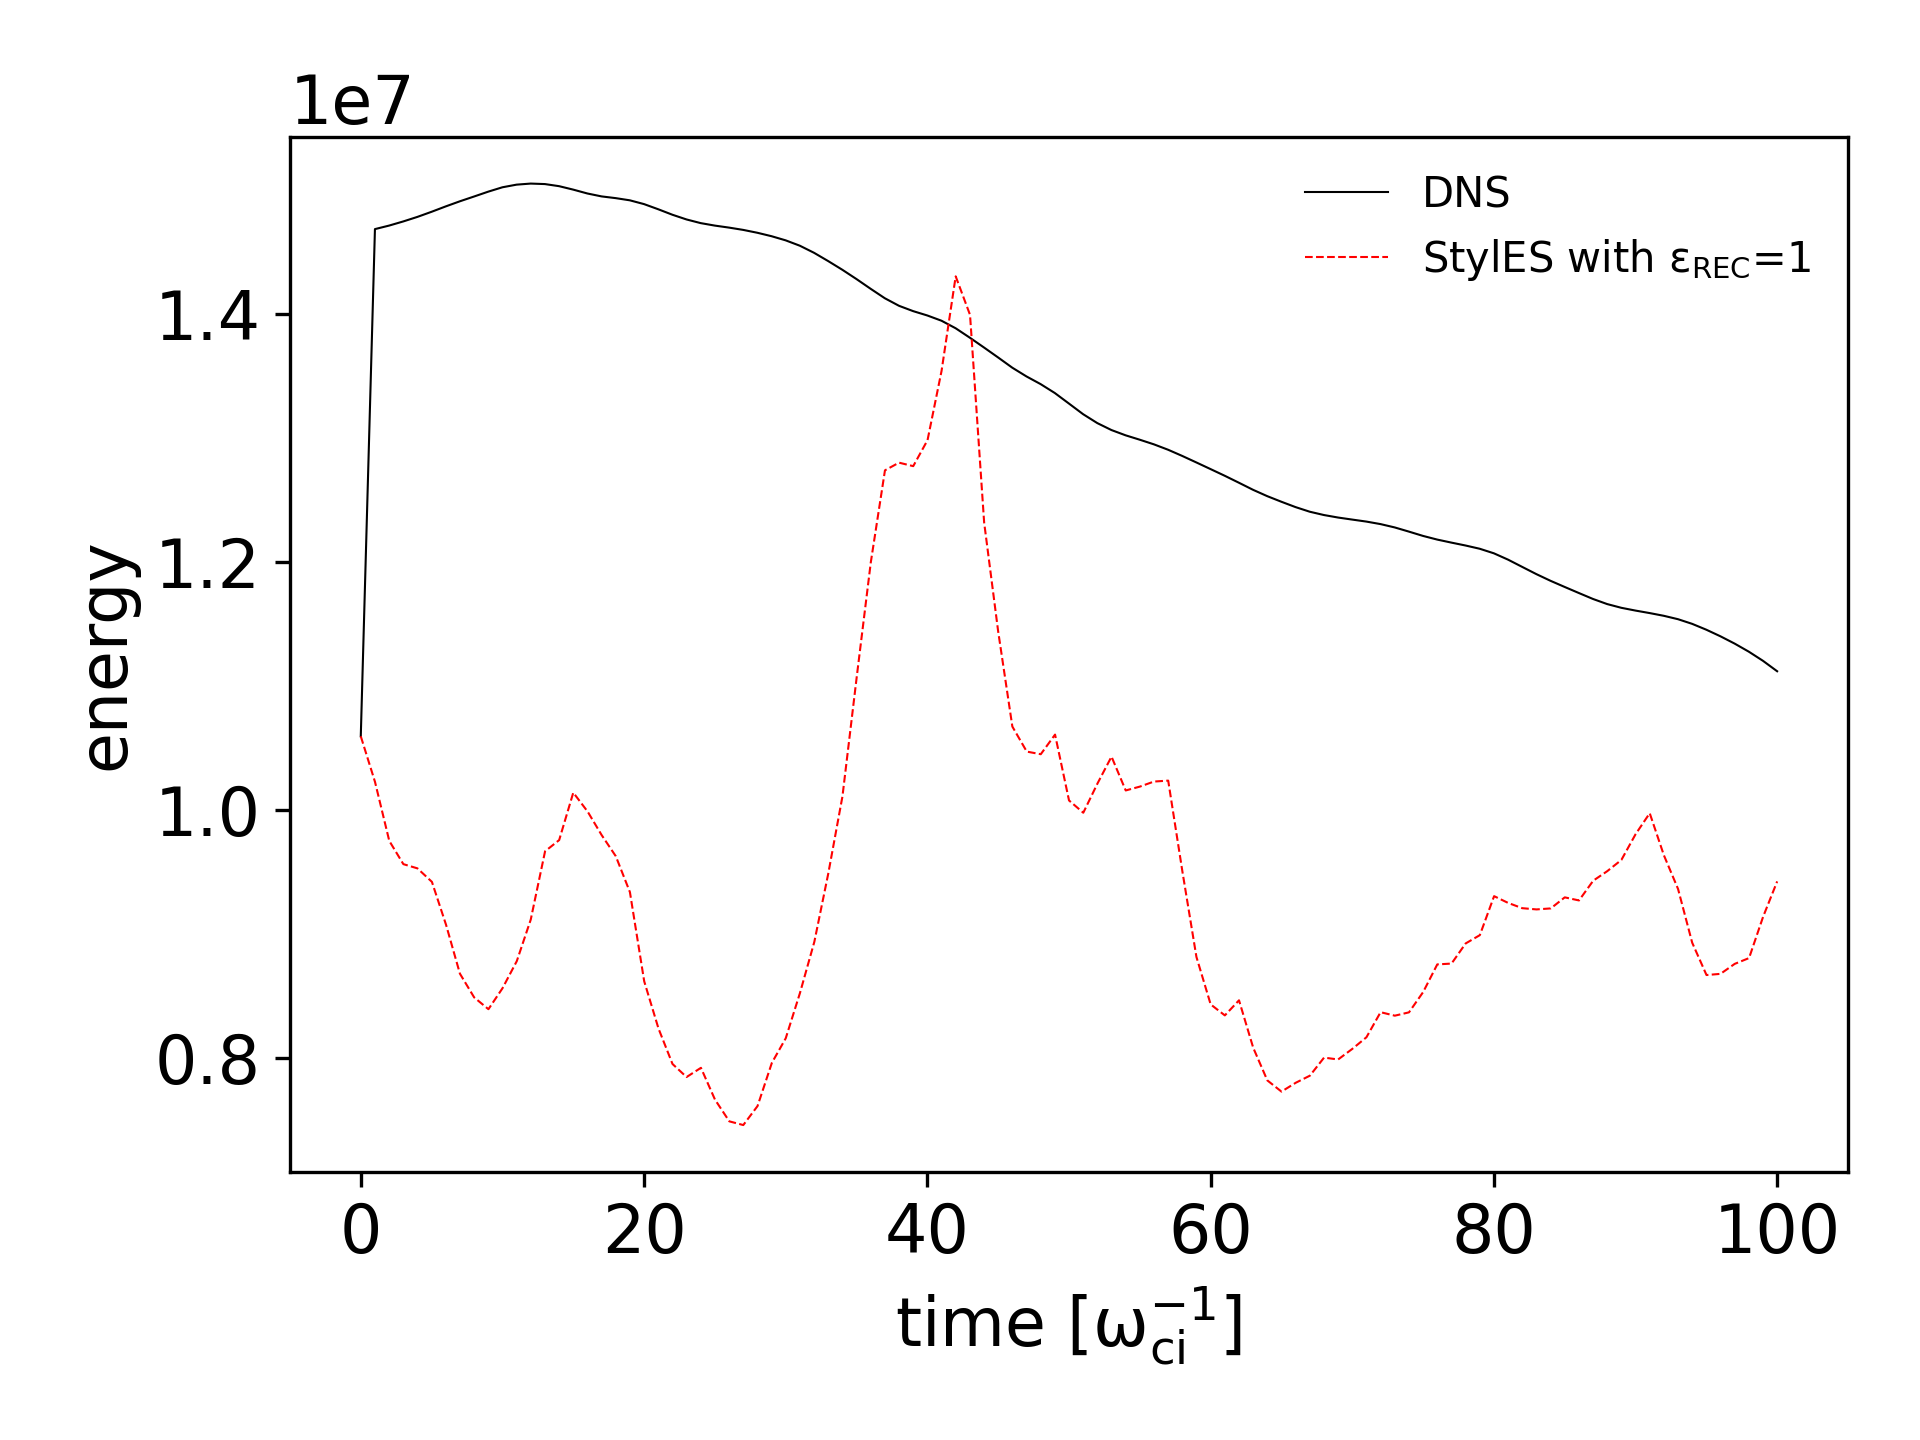 1e7
DNS
StylES with ε_REC=1
1.4
1.2
1.0
0.8
energy
0 20 40 60 80 100
time [ω_ci^−1]